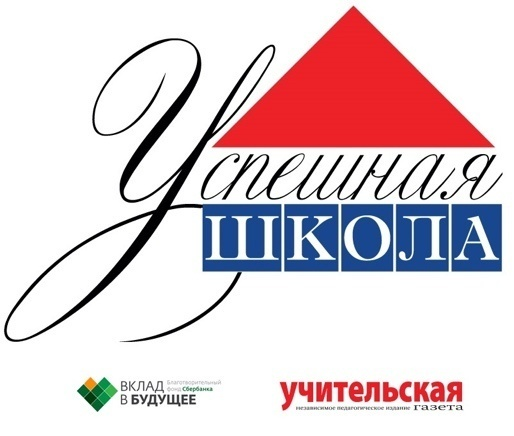 Успешная
ШКОЛА
ВКЛАД
В БУДУЩЕЕ
Благотворительный
фонд Сбербанка
УЧИТЕЛЬСКАЯ
независимое педагогическое издание газета